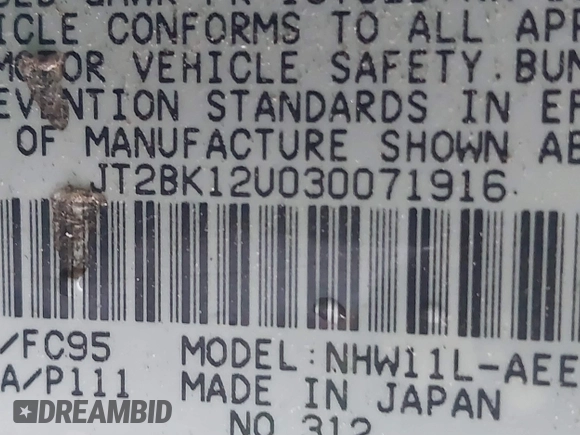 ICLE CONFORMS TO ALL APP
MOTOR VEHICLE SAFETY.BUM
EVENTION STANDARDS IN EF
OF MANUFACTURE SHOWN AB
JT2BK12U030071916
/FC95 MODEL:NHW11L-AEE
A/P111 MADE IN JAPAN
NO 312
DREAMBID